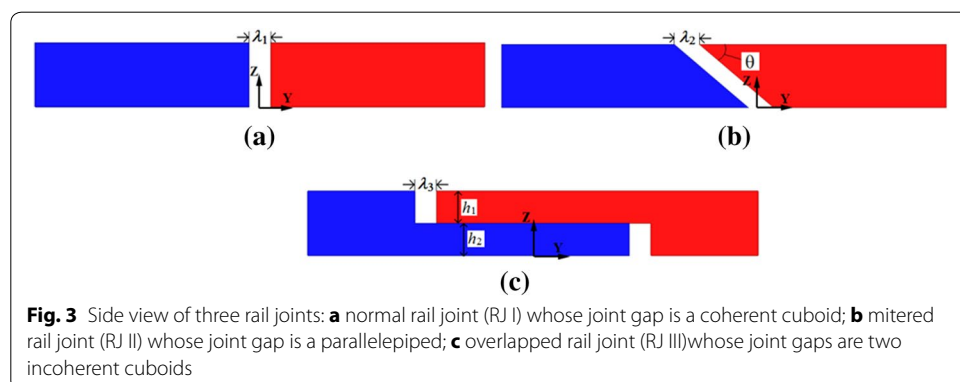 λ₁
Z
Y
(a)
λ₂
θ
Z
Y
(b)
λ₃
h₁
Z
h₂
Y
(c)
Fig. 3 Side view of three rail joints: a normal rail joint (RJ I) whose joint gap is a coherent cuboid; b mitered
rail joint (RJ II) whose joint gap is a parallelepiped; c overlapped rail joint (RJ III)whose joint gaps are two
incoherent cuboids